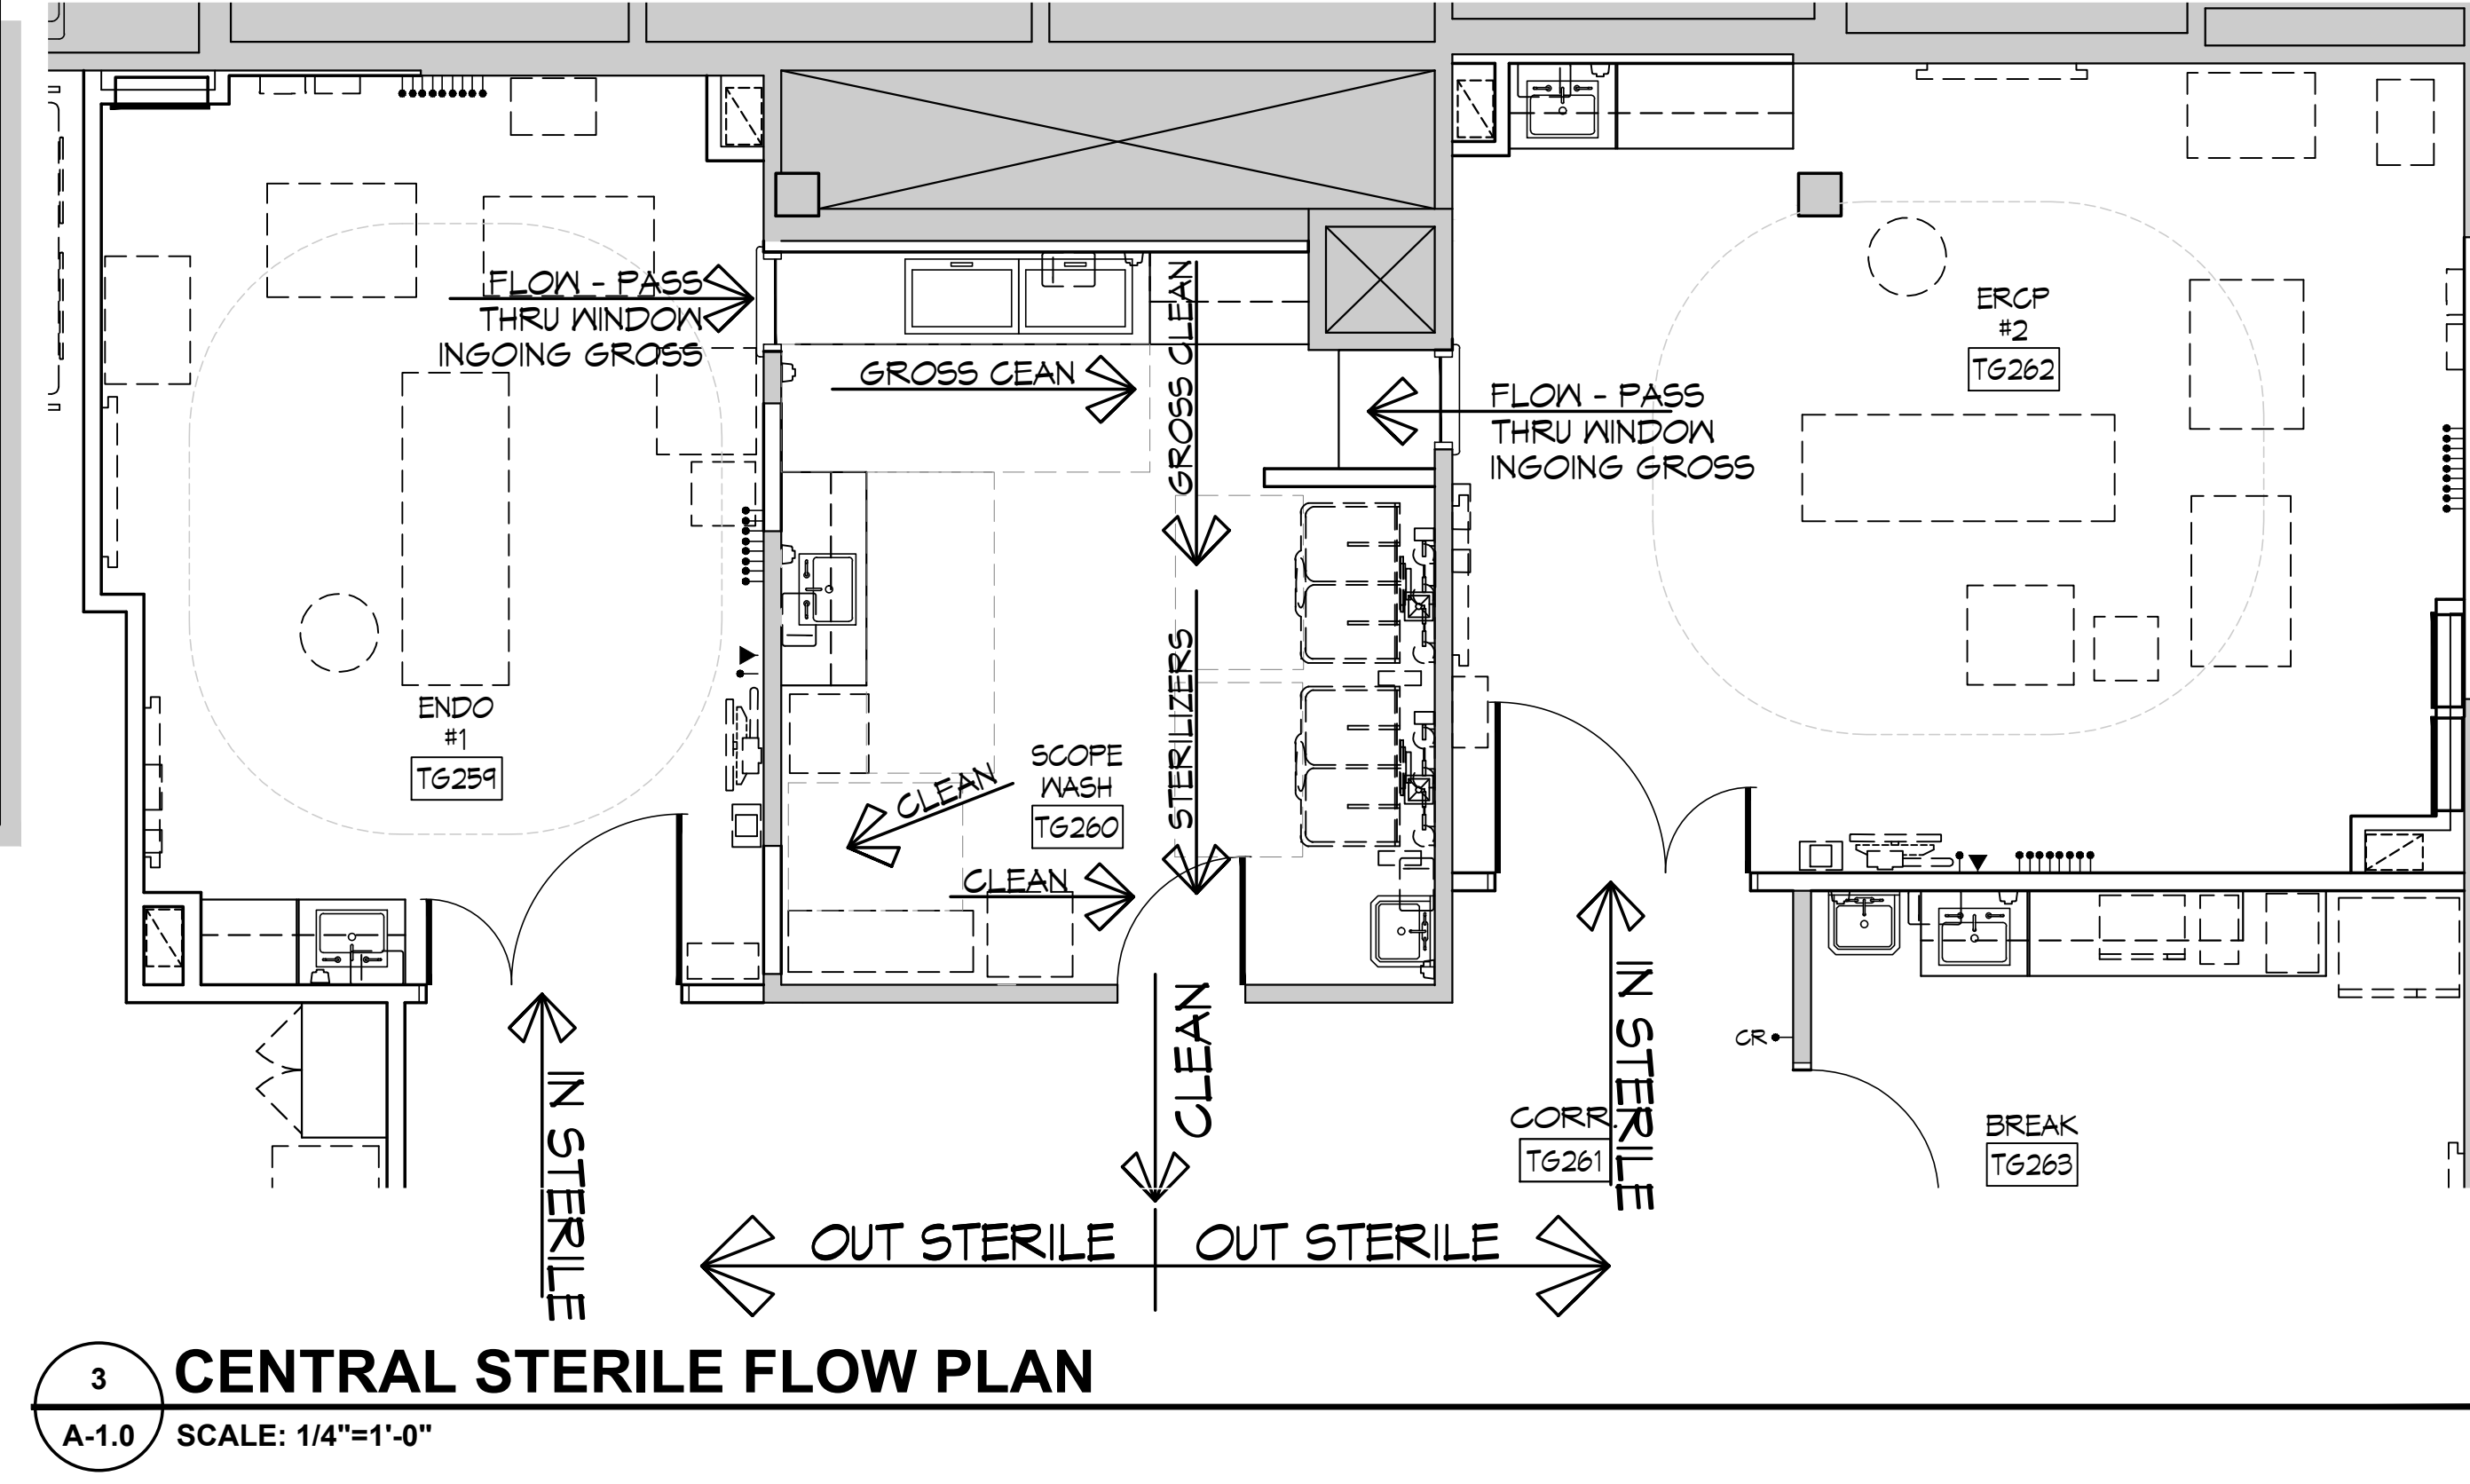 FLOW - PASS
THRU WINDOW
INGOING GROSS
GROSS CEAN
GROSS CLEAN
FLOW - PASS
THRU WINDOW
INGOING GROSS
ERCP
#2
TG262
ENDO
#1
TG259
STERILIZERS
SCOPE
WASH
TG260
CLEAN
CLEAN
CLEAN
IN STERILE
IN STERILE
CR
CORR.
TG261
BREAK
TG263
OUT STERILE
OUT STERILE
3
CENTRAL STERILE FLOW PLAN
A-1.0
SCALE: 1/4"=1'-0"